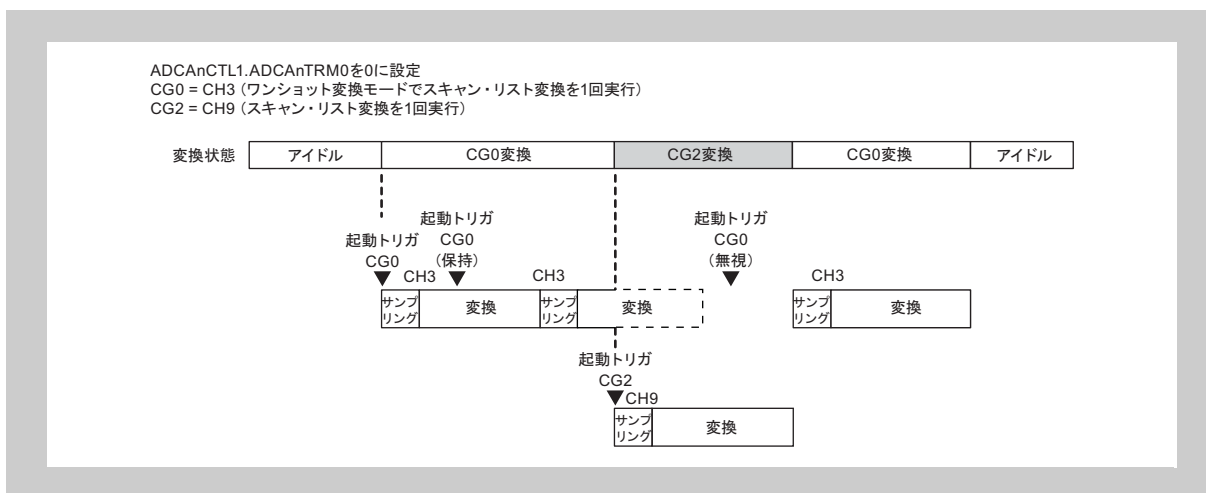 ADCAnCTL1.ADCAnTRM0を0に設定
CG0 = CH3（ワンショット変換モードでスキャン・リスト変換を1回実行）
CG2 = CH9（スキャン・リスト変換を1回実行）
変換状態 アイドル CG0変換 CG2変換 CG0変換 アイドル
起動トリガ
CG0
起動トリガ
CG0
（保持）
起動トリガ
CG0
（無視）
CH3
CH3
CH3
サンプ
リング
変換
サンプ
リング
変換
サンプ
リング
変換
起動トリガ
CG2
CH9
サンプ
リング
変換